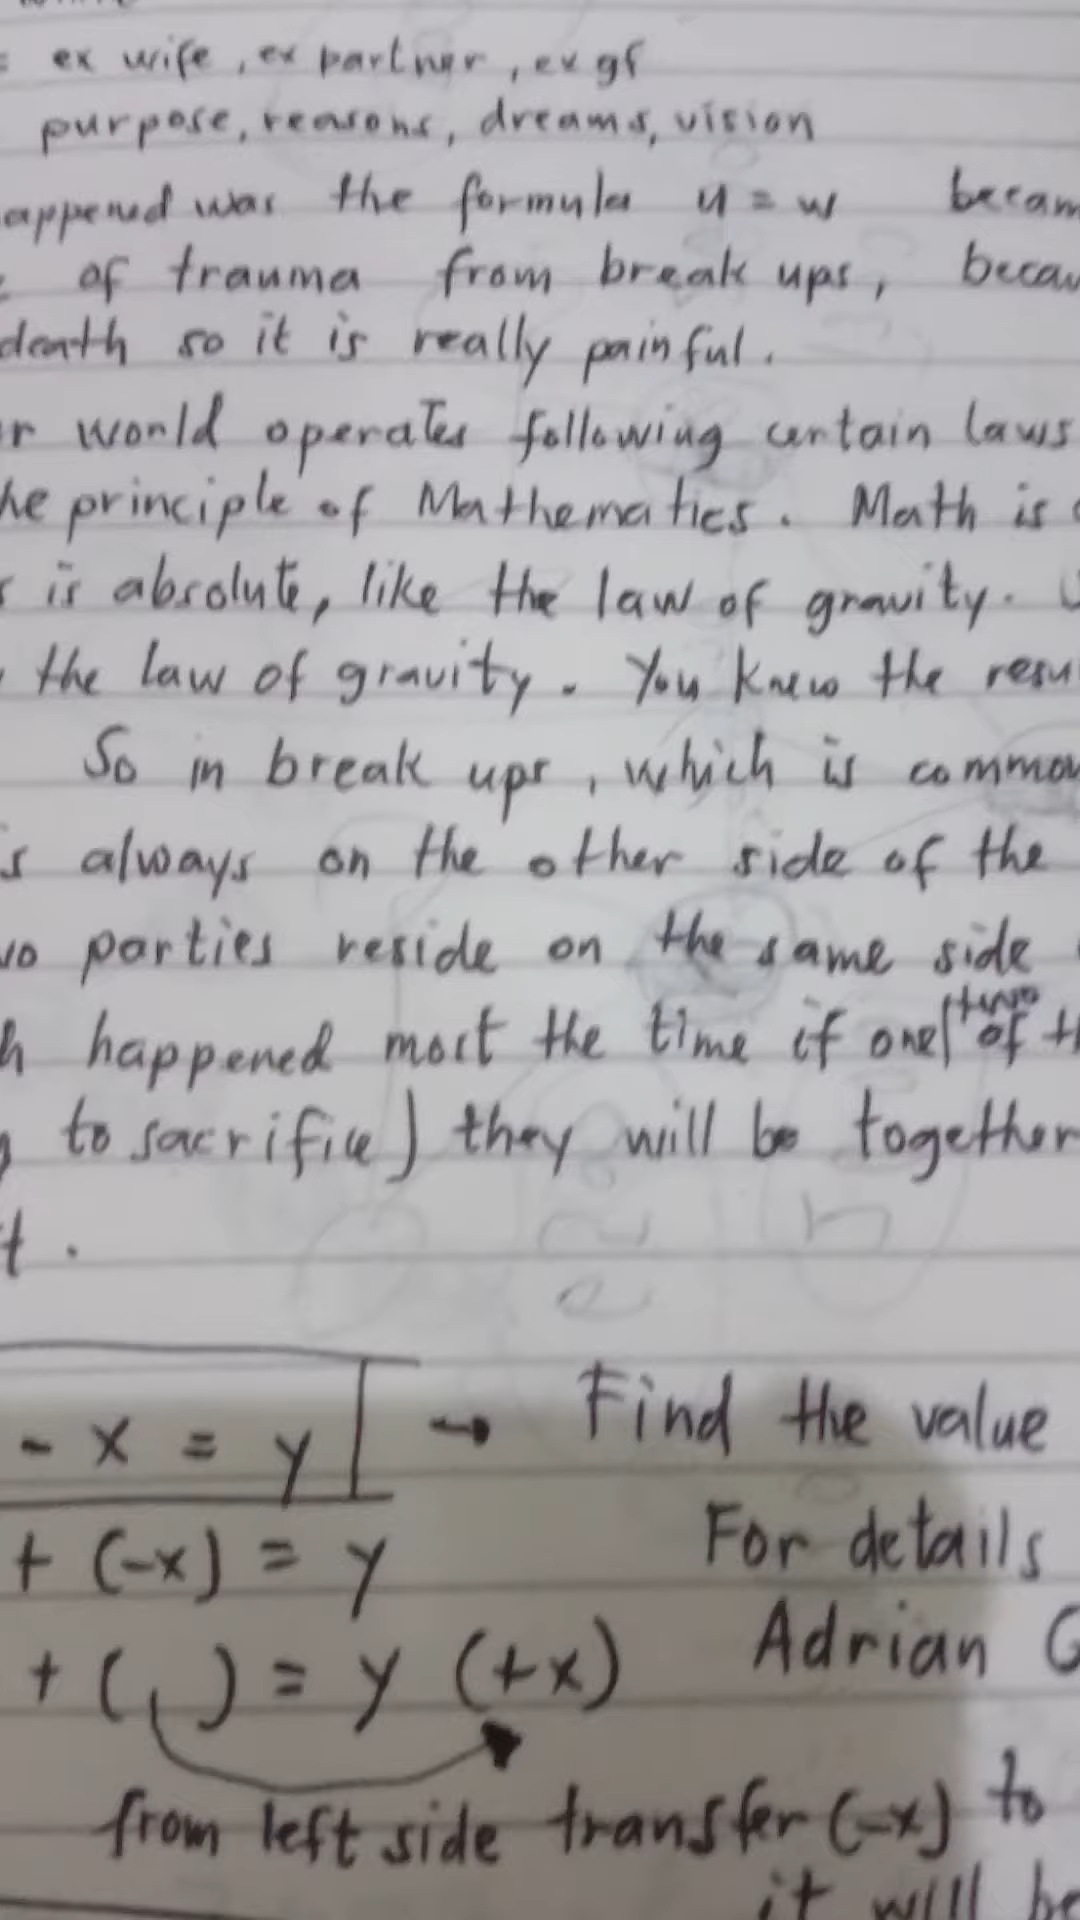 = ex wife, ex partner, ex gf
purpose, reasons, dreams, vision
appened was the formula u = w becam
of trauma from break ups, becau
death so it is really painful.
r world operates following certain laws
he principle of Mathematics. Math is
s is absolute, like the law of gravity.
the law of gravity. You knew the resu
So in break ups, which is common
s always on the other side of the
wo parties reside on the same side
h happened most the time if one/two of th
g to sacrifice) they will be together
t.
- x = y → Find the value
+ (-x) = y For details
+ ( ) = y (+x) Adrian G
from left side transfer (-x) to
it will be